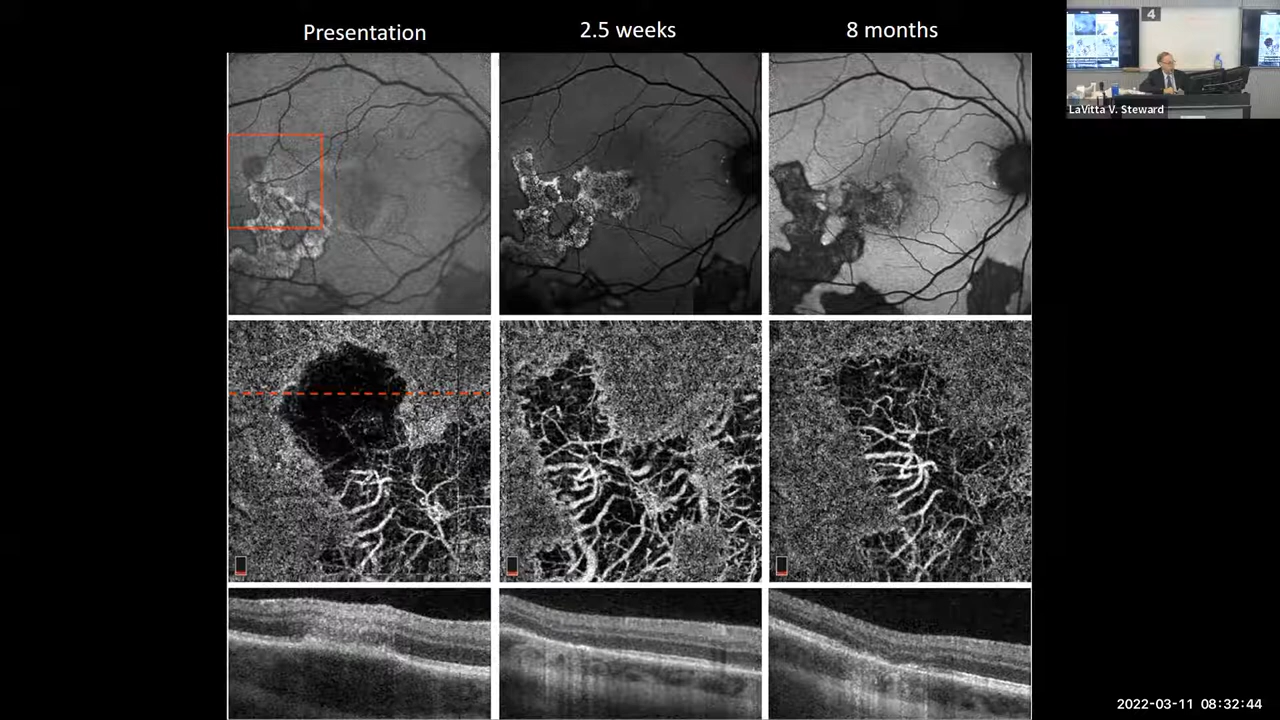 Presentation
2.5 weeks
8 months
4
LaVitta V. Steward
2022-03-11 08:32:44